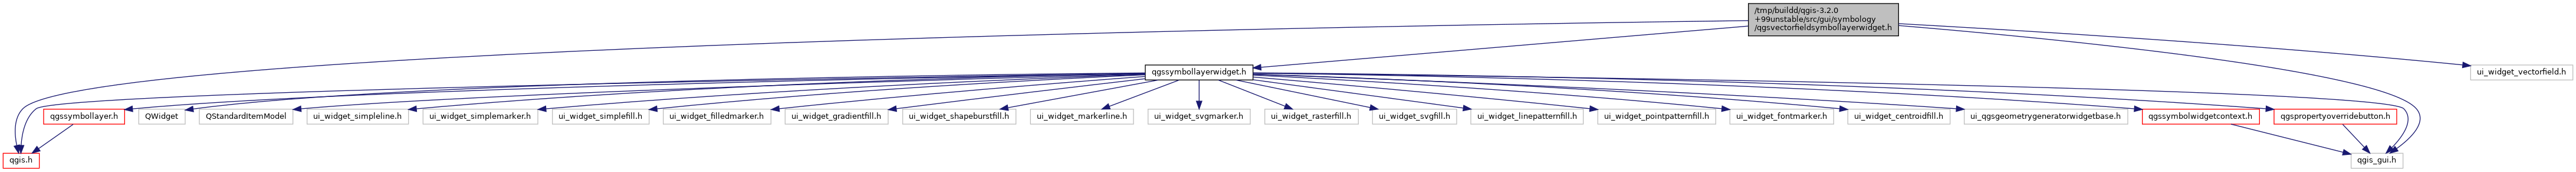 /tmp/buildd/qgis-3.2.0
+99unstable/src/gui/symbology
/qgsvectorfieldsymbollayerwidget.h
qgssymbollayerwidget.h
ui_widget_vectorfield.h
qgssymbollayer.h
QWidget
QStandardItemModel
ui_widget_simpleline.h
ui_widget_simplemarker.h
ui_widget_simplefill.h
ui_widget_filledmarker.h
ui_widget_gradientfill.h
ui_widget_shapeburstfill.h
ui_widget_markerline.h
ui_widget_svgmarker.h
ui_widget_rasterfill.h
ui_widget_svgfill.h
ui_widget_linepatternfill.h
ui_widget_pointpatternfill.h
ui_widget_fontmarker.h
ui_widget_centroidfill.h
ui_qgsgeometrygeneratorwidgetbase.h
qgssymbolwidgetcontext.h
qgspropertyoverridebutton.h
qgis.h
qgis_gui.h